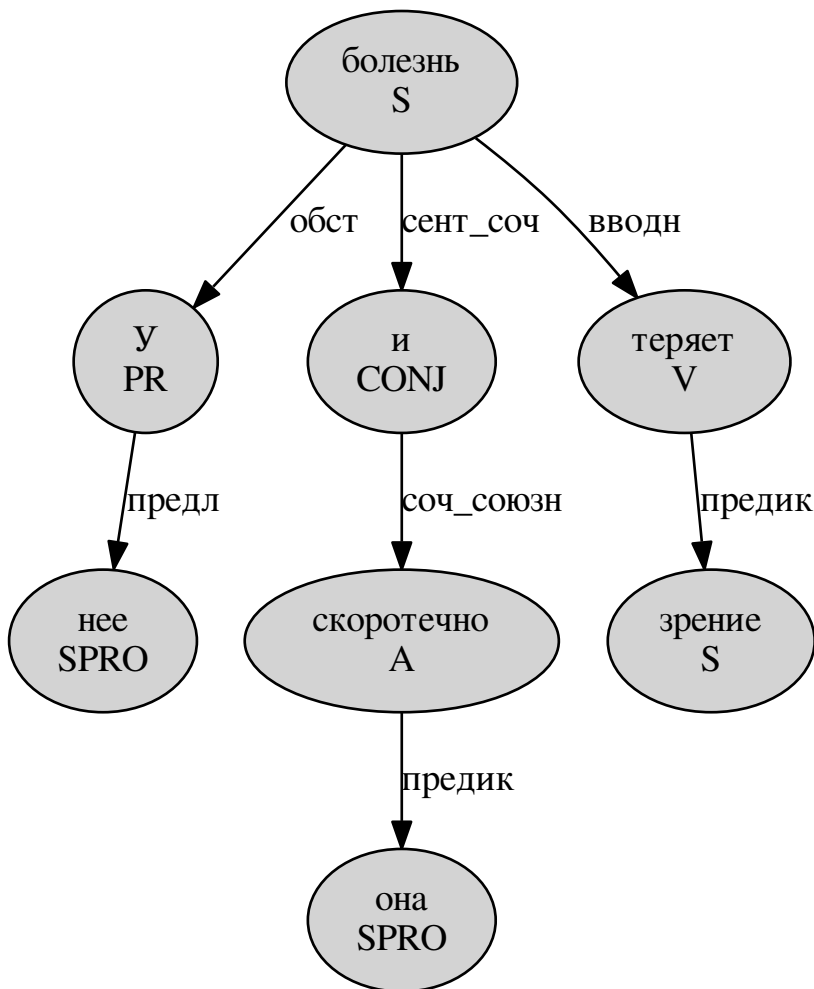 болезнь
S
обст
сент_соч
вводн
У
PR
и
CONJ
теряет
V
предл
соч_союзн
предик
нее
SPRO
скоротечно
A
зрение
S
предик
она
SPRO